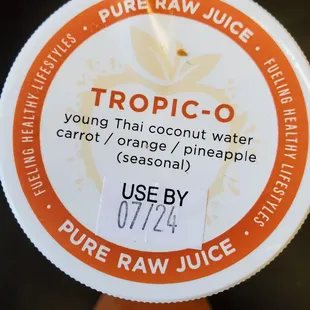 PURE RAW JUICE
FUELING HEALTHY LIFESTYLES
FUELING HEALTHY LIFESTYLES
TROPIC-O
young Thai coconut water
carrot / orange / pineapple
(seasonal)
USE BY
07/24
PURE RAW JUICE